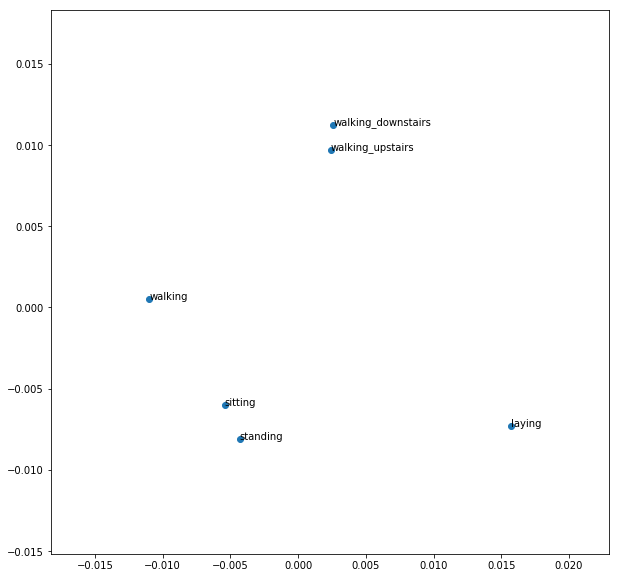 0.015
walking_downstairs
0.010
walking_upstairs
0.005
0.000
walking
−0.005
sitting
standing
laying
−0.010
−0.015
−0.015 −0.010 −0.005 0.000 0.005 0.010 0.015 0.020